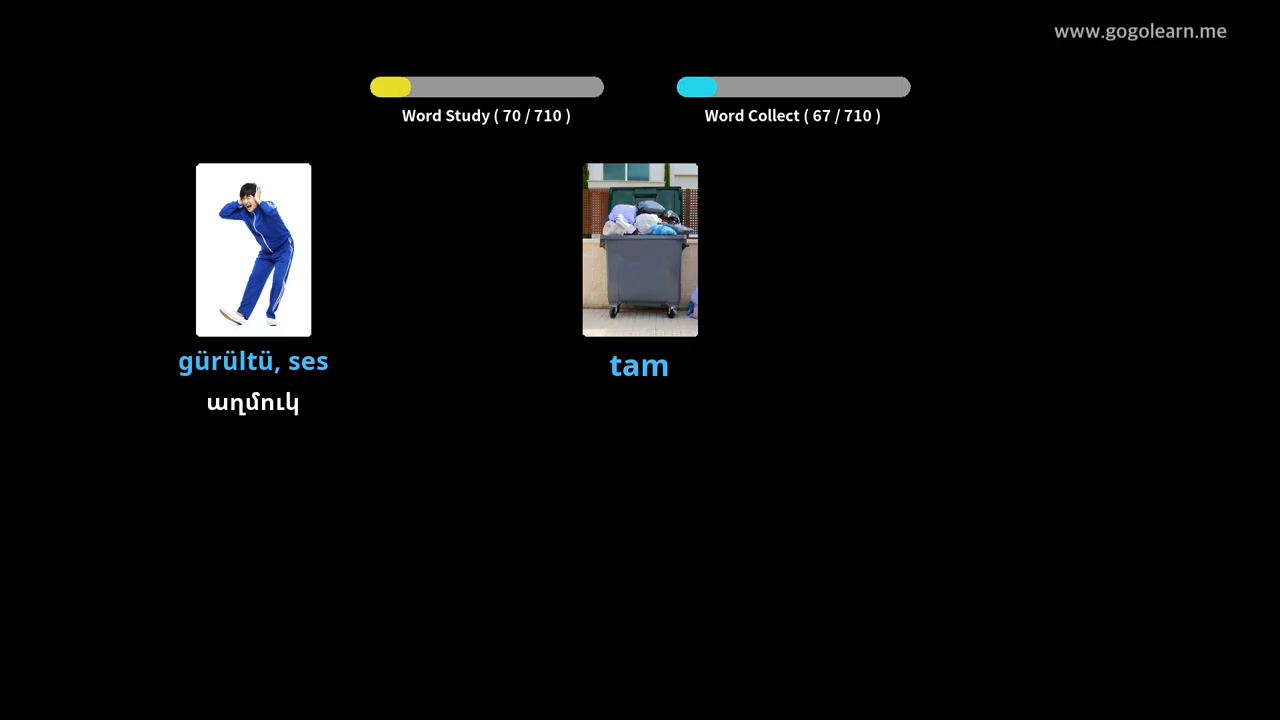 www.gogolearn.me
Word Study ( 70 / 710 )
Word Collect ( 67 / 710 )
gürültü, ses
աղմուկ
tam